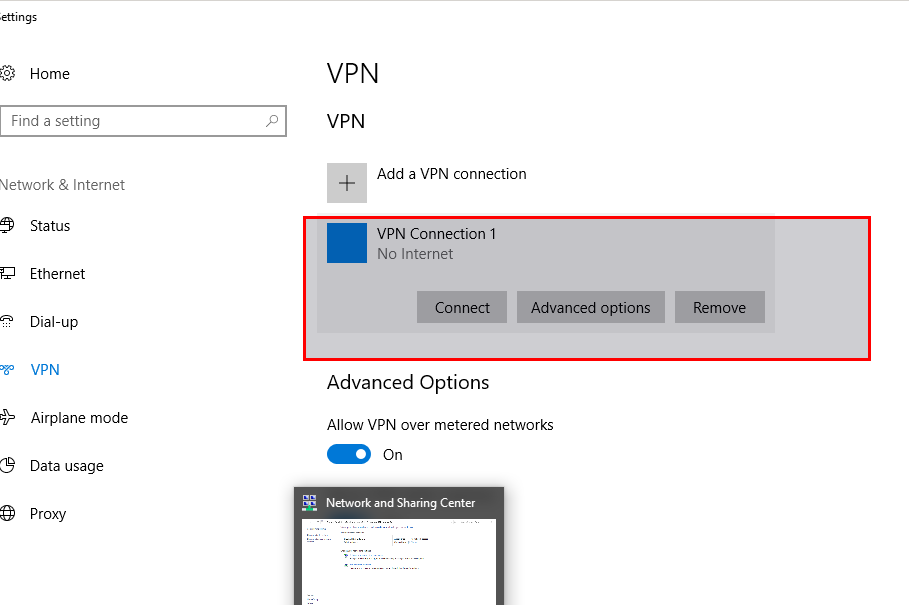 Settings
Home
Find a setting
Network & Internet
Status
Ethernet
Dial-up
VPN
Airplane mode
Data usage
Proxy
VPN
VPN
Add a VPN connection
VPN Connection 1
No Internet
Connect
Advanced options
Remove
Advanced Options
Allow VPN over metered networks
On
Network and Sharing Center